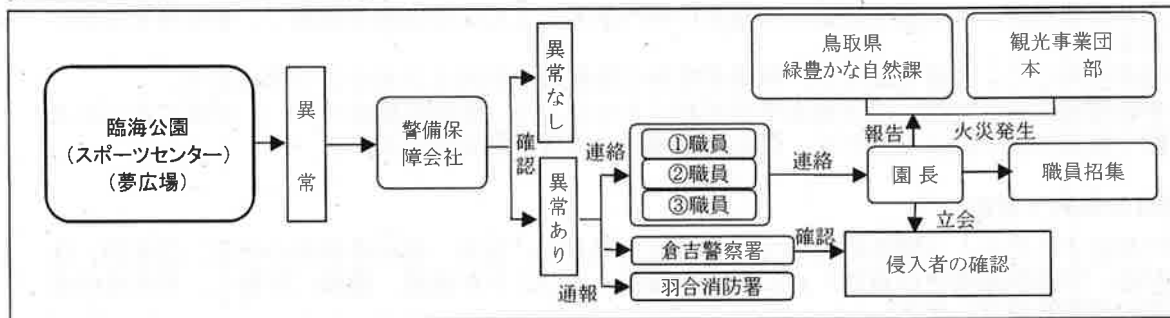 臨海公園
(スポーツセンター)
(夢広場)
異常
警備保
障会社
確認
異常なし
異常あり
連絡
①職員
②職員
③職員
連絡
園長
報告
火災発生
鳥取県
緑豊かな自然課
観光事業団
本部
職員招集
立会
通報
倉吉警察署
確認
羽合消防署
侵入者の確認